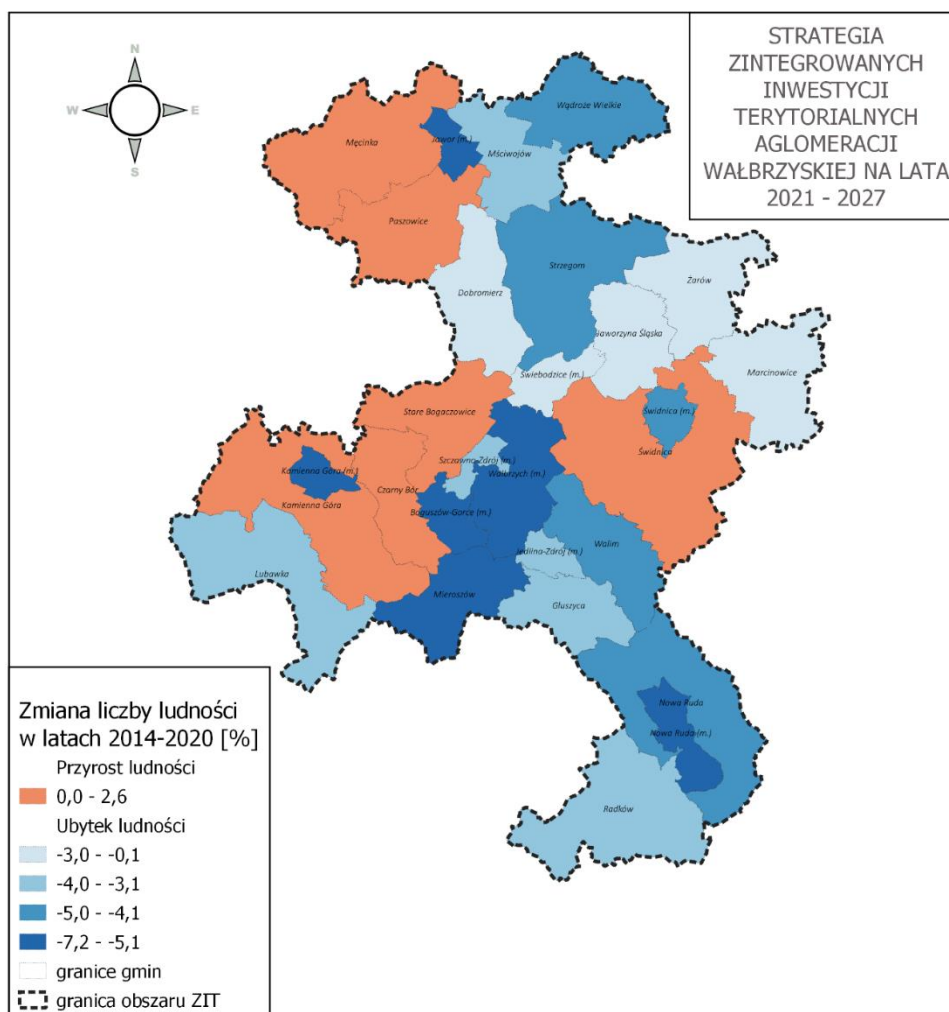 STRATEGIA
ZINTEGROWANYCH
INWESTYCJI
TERYTORIALNYCH
AGLOMERACJI
WAŁBRZYSKIEJ NA LATA
2021 - 2027
N
W E
S
Wądroże Wielkie
Męcinka
Jawor (m.)
Mściwojów
Paszowice
Strzegom
Żarów
Dobromierz
Jaworzyna Śląska
Marcinowice
Świebodzice (m.)
Stare Bogaczowice
Świdnica (m.)
Świdnica
Szczawno-Zdrój (m.)
Kamienna Góra (m.)
Wałbrzych (m.)
Czarny Bór
Kamienna Góra
Boguszów-Gorce (m.)
Walim
Jedlina-Zdrój (m.)
Lubawka
Mieroszów
Głuszyca
Nowa Ruda
Nowa Ruda (m.)
Radków
Zmiana liczby ludności
w latach 2014-2020 [%]
Przyrost ludności
0,0 - 2,6
Ubytek ludności
-3,0 - -0,1
-4,0 - -3,1
-5,0 - -4,1
-7,2 - -5,1
granice gmin
granica obszaru ZIT